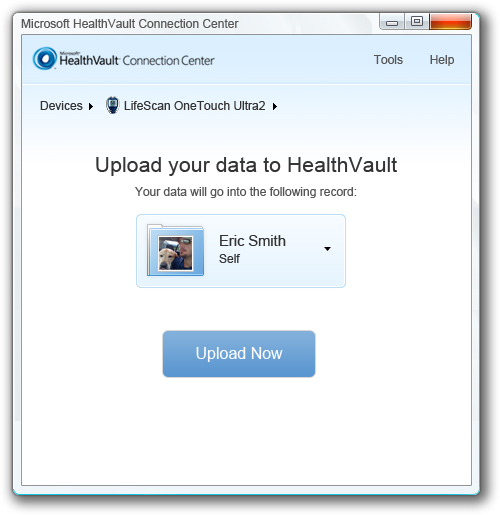 Microsoft HealthVault Connection Center
Microsoft®
HealthVault™ Connection Center
Tools
Help
Devices
LifeScan OneTouch Ultra2
Upload your data to HealthVault
Your data will go into the following record:
Eric Smith
Self
Upload Now